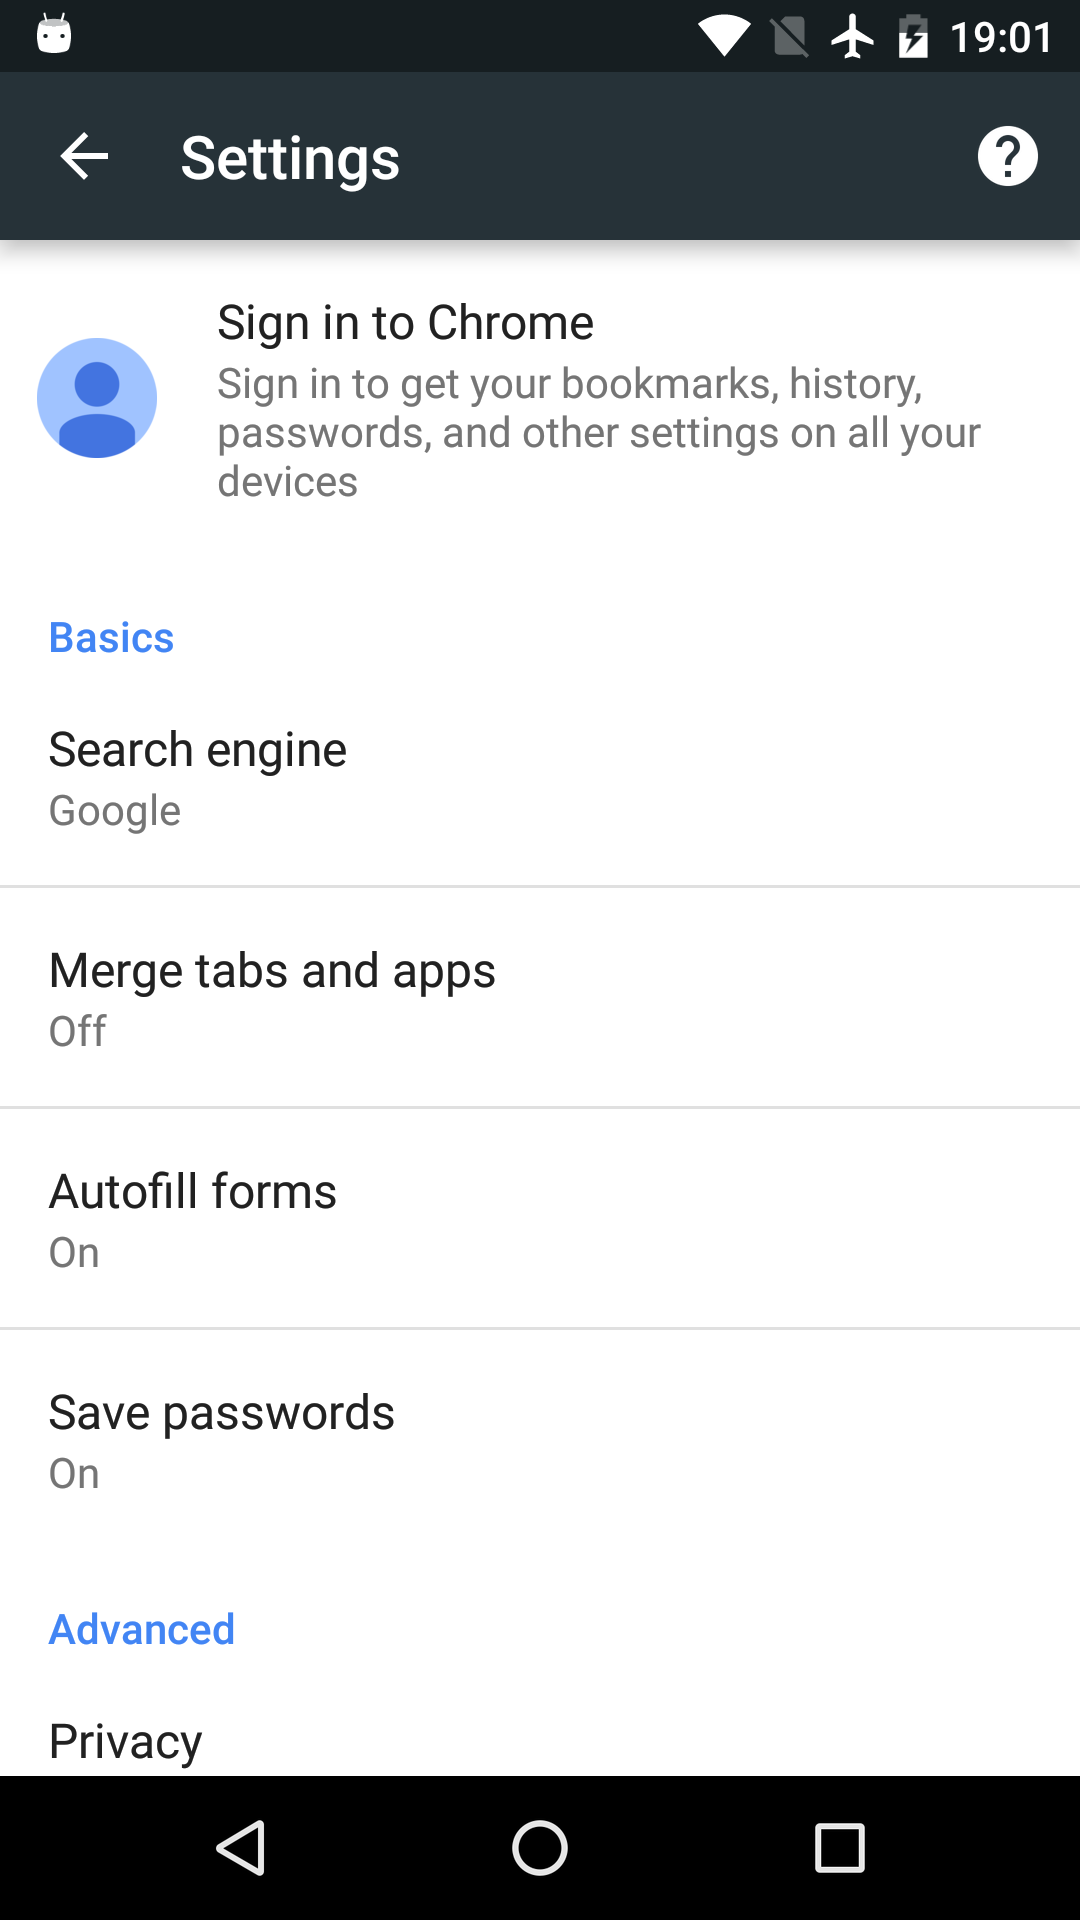 19:01
Settings
Sign in to Chrome
Sign in to get your bookmarks, history,
passwords, and other settings on all your
devices
Basics
Search engine
Google
Merge tabs and apps
Off
Autofill forms
On
Save passwords
On
Advanced
Privacy